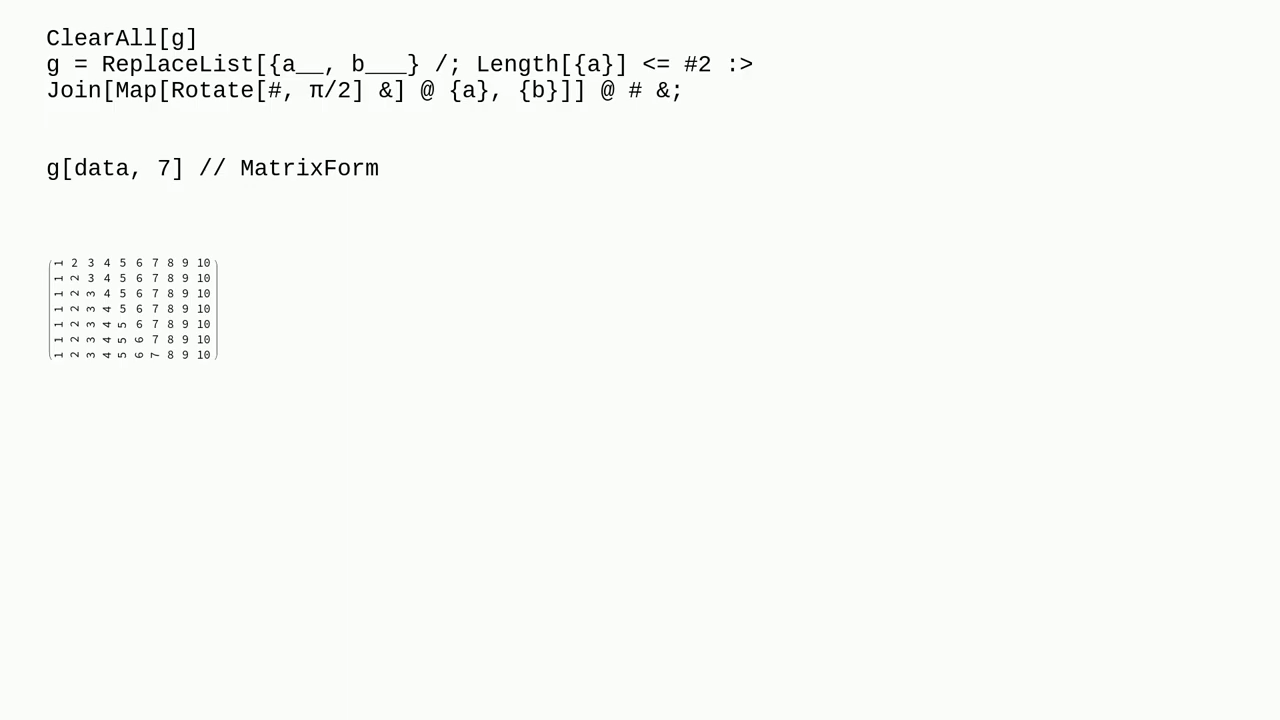 ClearAll[g]
g = ReplaceList[{a__, b___} /; Length[{a}] <= #2 :>
Join[Map[Rotate[#, π/2] &] @ {a}, {b}]] @ # &;
g[data, 7] // MatrixForm
1 2 3 4 5 6 7 8 9 10
1 2 3 4 5 6 7 8 9 10
1 2 3 4 5 6 7 8 9 10
1 2 3 4 5 6 7 8 9 10
1 2 3 4 5 6 7 8 9 10
1 2 3 4 5 6 7 8 9 10
1 2 3 4 5 6 7 8 9 10